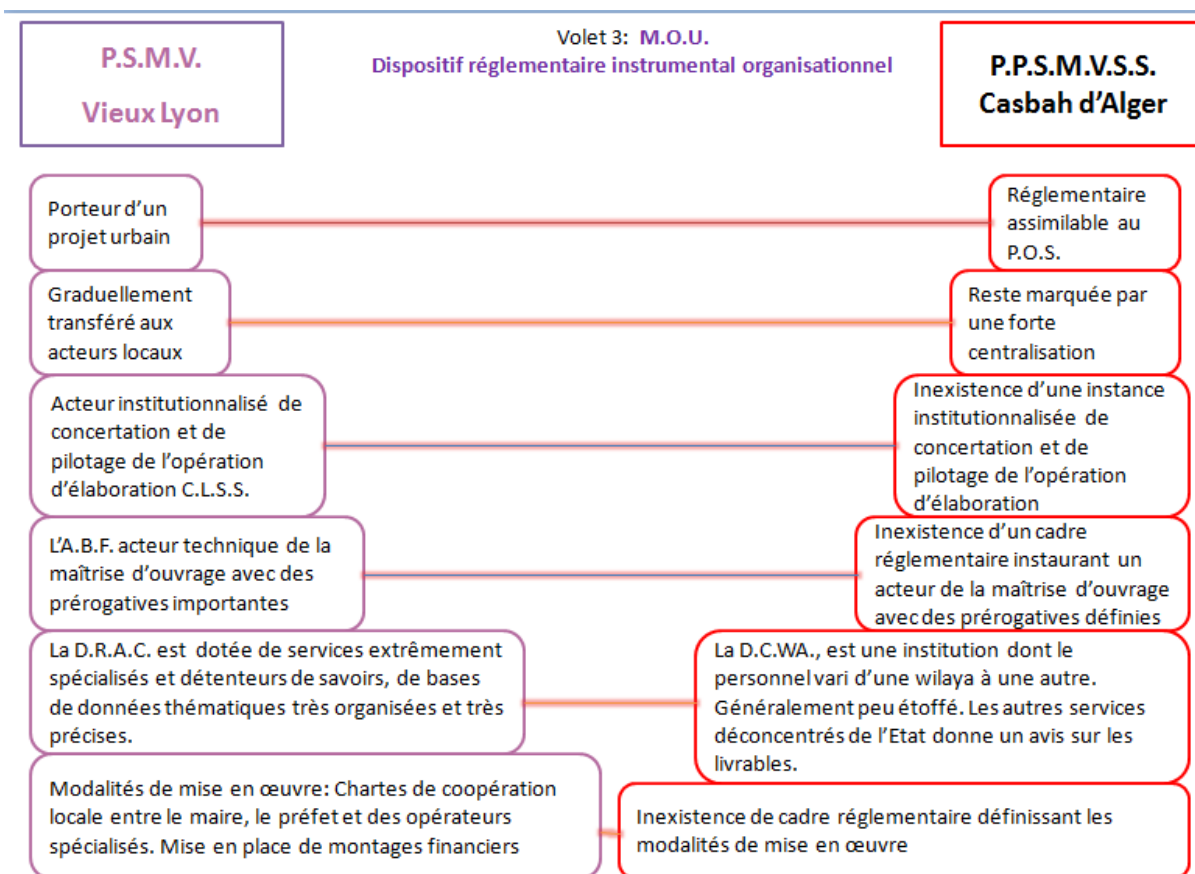 P.S.M.V.
Vieux Lyon
Volet 3: M.O.U.
Dispositif réglementaire instrumental organisationnel
P.P.S.M.V.S.S.
Casbah d'Alger
Porteur d'un
projet urbain
Réglementaire
assimilable au
P.O.S.
Graduellement
transféré aux
acteurs locaux
Reste marquée par
une forte
centralisation
Acteur institutionnalisé de
concertation et de
pilotage de l'opération
d'élaboration C.L.S.S.
Inexistence d'une instance
institutionnalisée de
concertation et de
pilotage de l'opération
d'élaboration
L'A.B.F. acteur technique de la
maîtrise d'ouvrage avec des
prérogatives importantes
Inexistence d'un cadre
réglementaire instaurant un
acteur de la maîtrise d'ouvrage
avec des prérogatives définies
La D.R.A.C. est dotée de services extrêmement
spécialisés et détenteurs de savoirs, de bases
de données thématiques très organisées et très
précises.
La D.C.WA., est une institution dont le
personnel vari d'une wilaya à une autre.
Généralement peu étoffé. Les autres services
déconcentrés de l'Etat donne un avis sur les
livrables.
Modalités de mise en œuvre: Chartes de coopération
locale entre le maire, le préfet et des opérateurs
spécialisés. Mise en place de montages financiers
Inexistence de cadre réglementaire définissant les
modalités de mise en œuvre